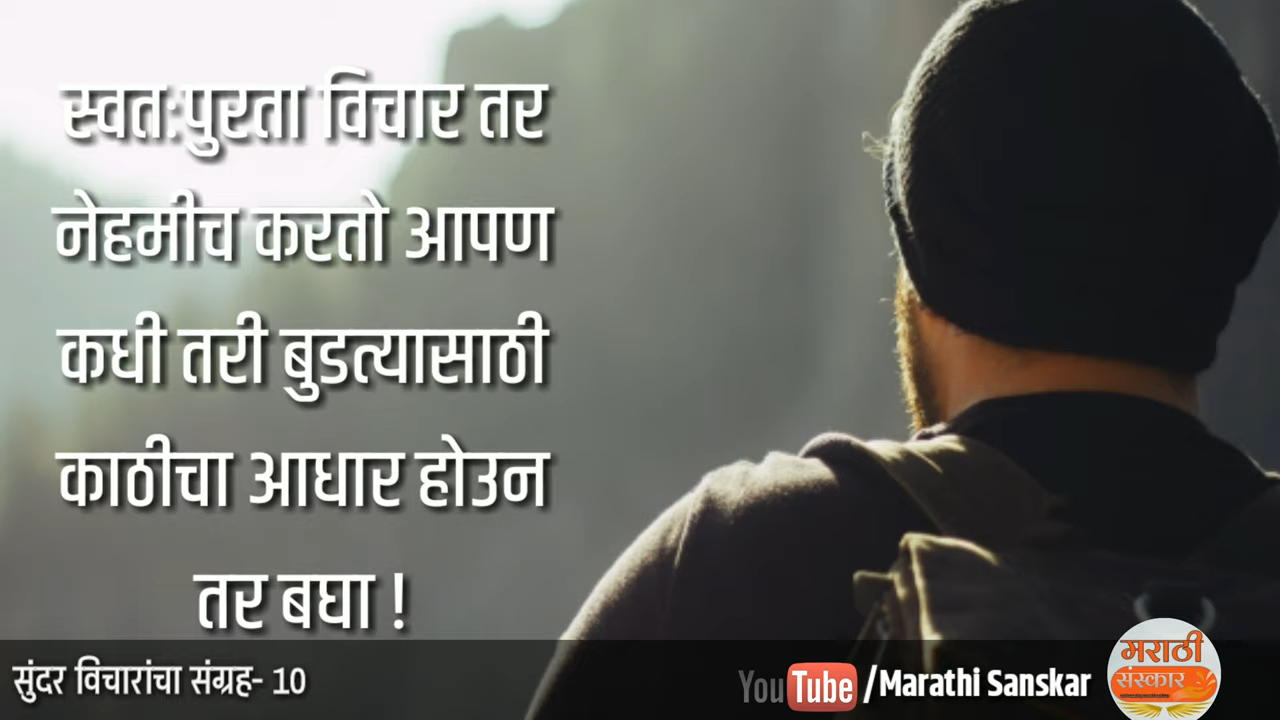 स्वत:पुरता विचार तर
नेहमीच करतो आपण
कधी तरी बुडत्यासाठी
काठीचा आधार होउन
तर बघा !
सुंदर विचारांचा संग्रह- 10
YouTube /Marathi Sanskar
मराठी
संस्कार